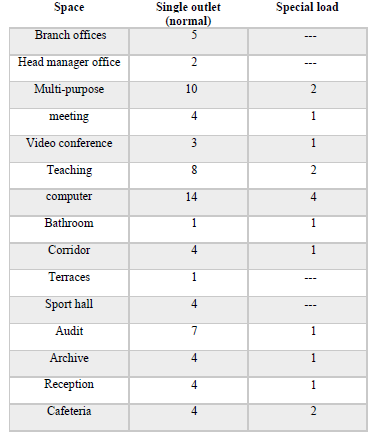 Space Single outlet (normal) Special load
Branch offices 5 ---
Head manager office 2 ---
Multi-purpose 10 2
meeting 4 1
Video conference 3 1
Teaching 8 2
computer 14 4
Bathroom 1 1
Corridor 4 1
Terraces 1 ---
Sport hall 4 ---
Audit 7 1
Archive 4 1
Reception 4 1
Cafeteria 4 2